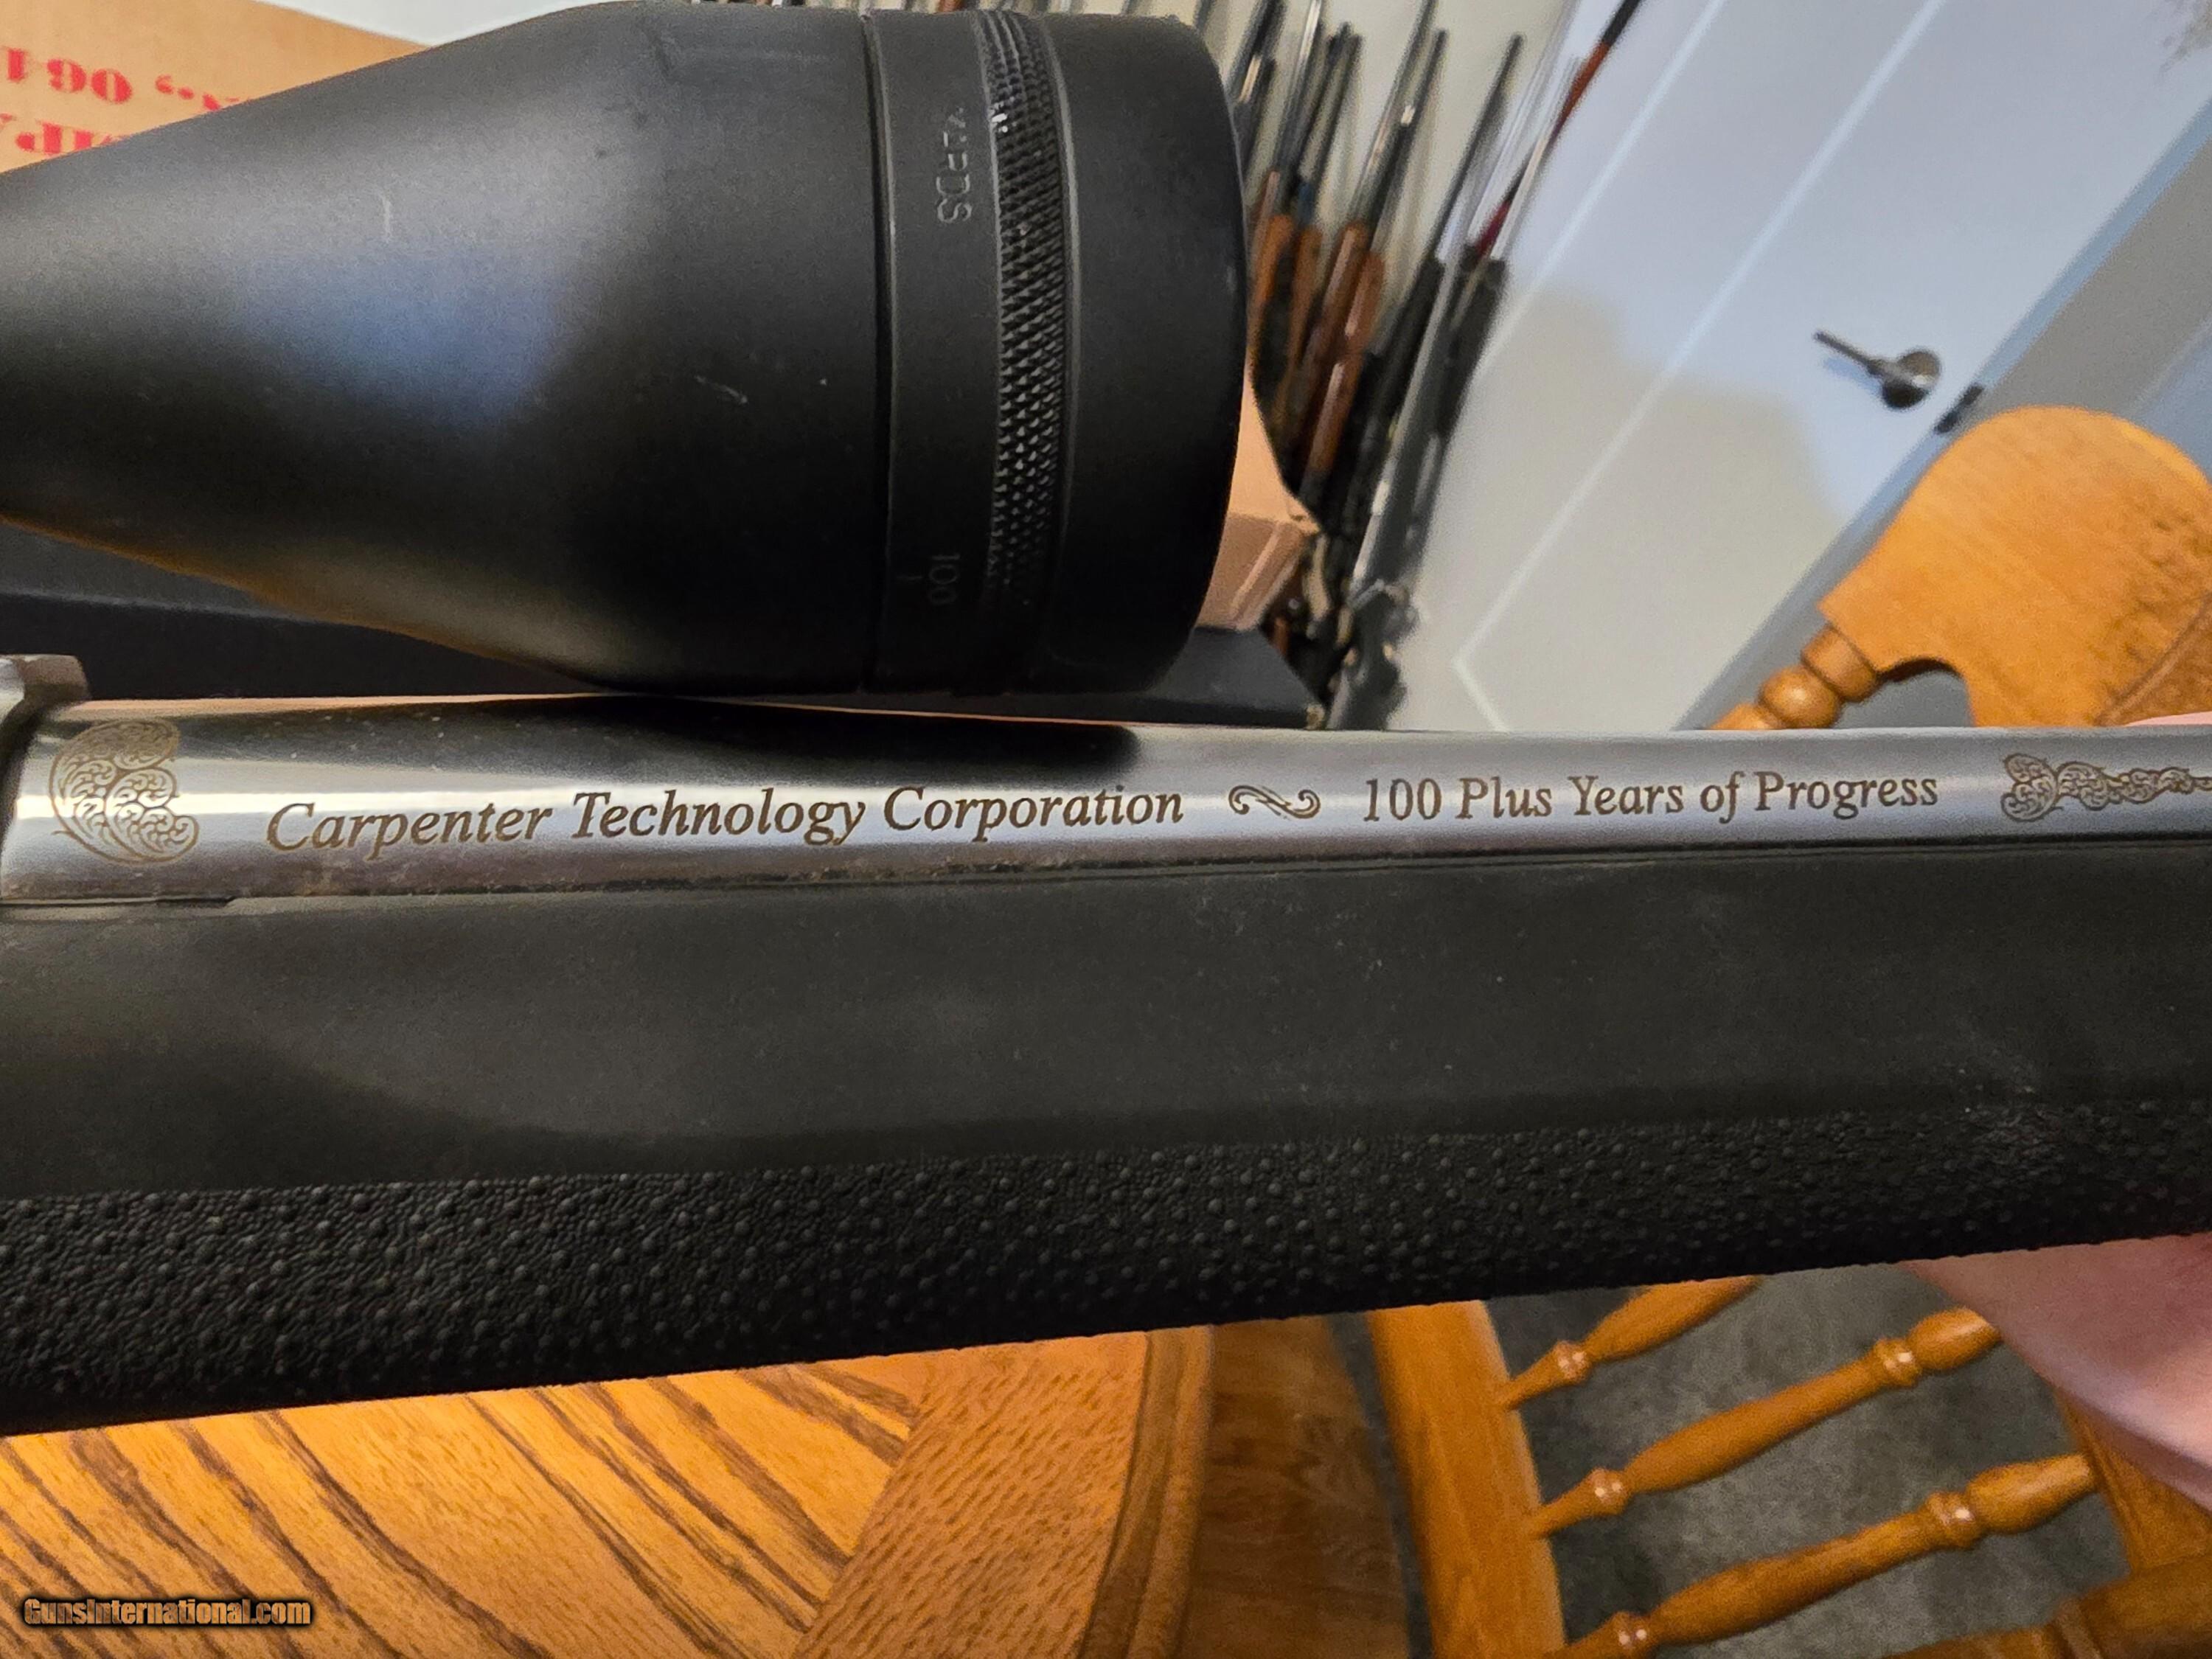 YARDS
100
Carpenter Technology Corporation 100 Plus Years of Progress
GunsInternational.com